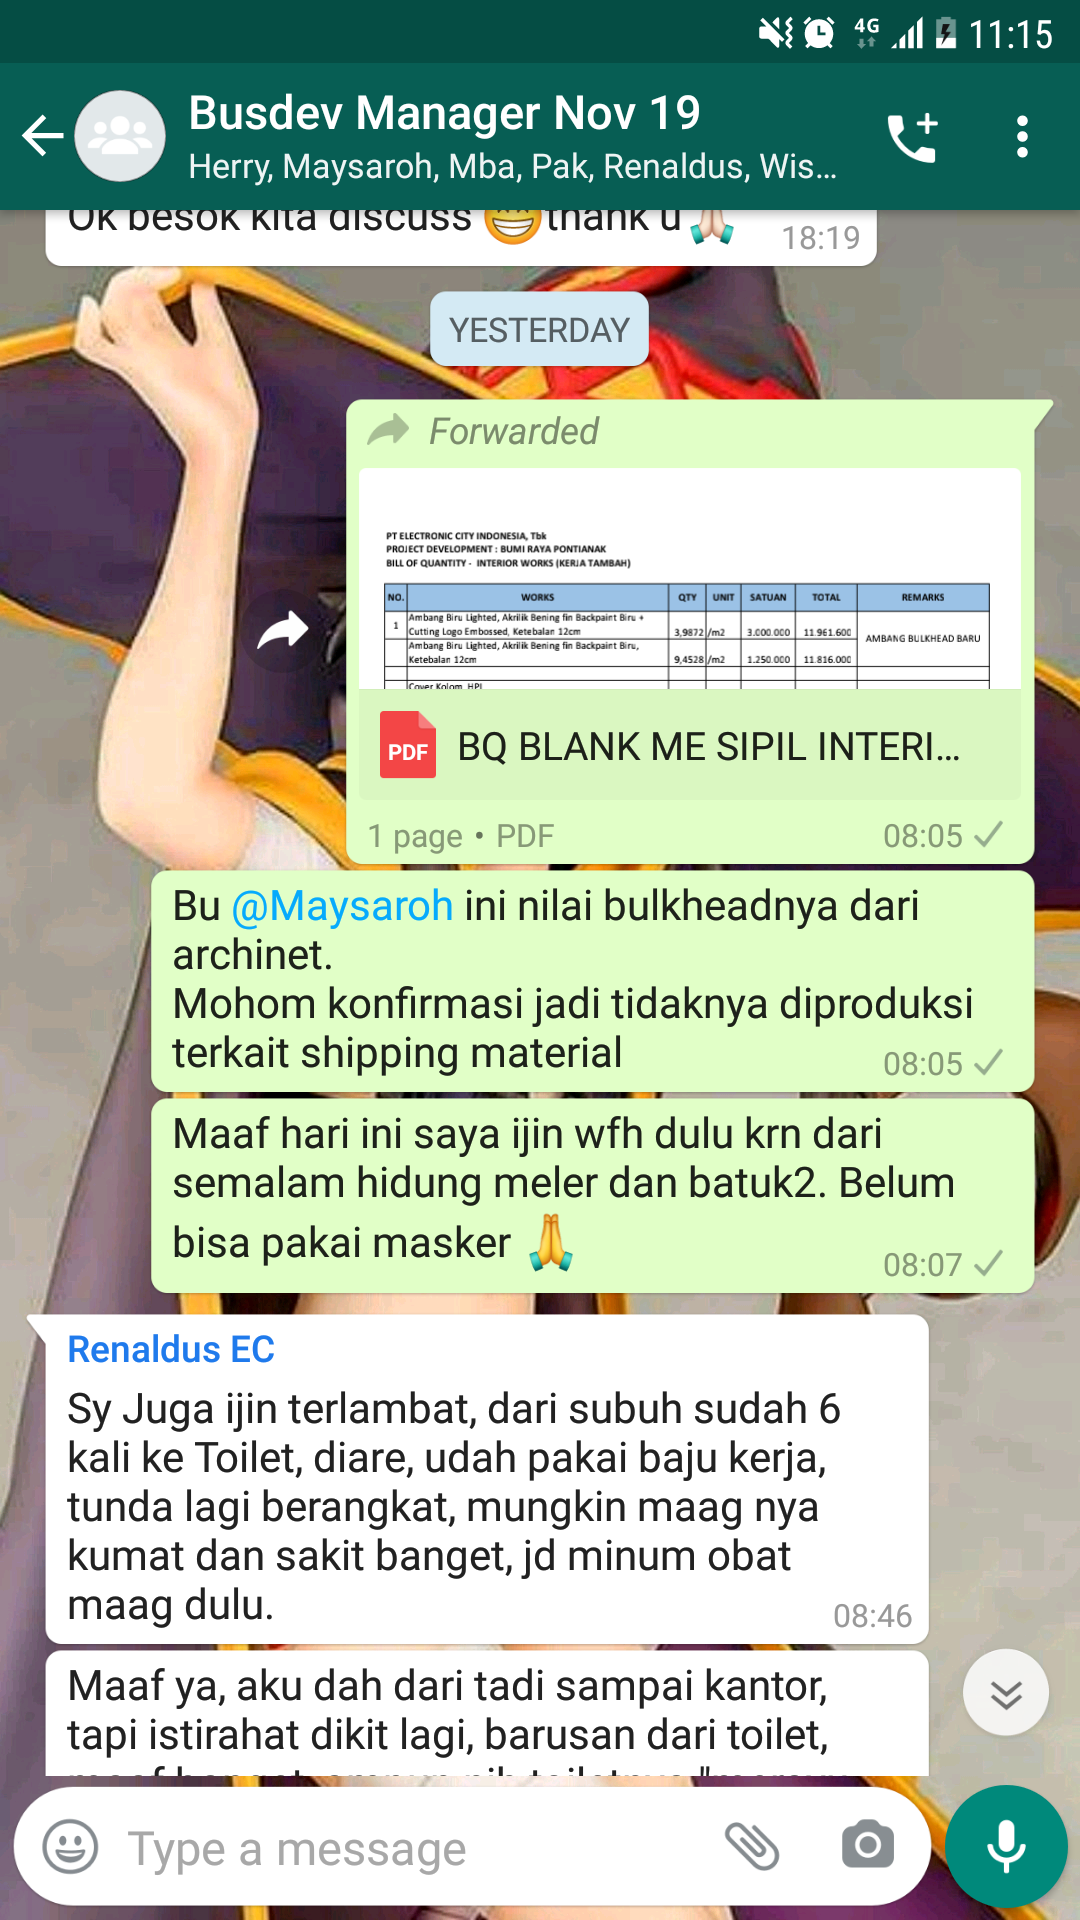 4G
11:15
Busdev Manager Nov 19
Herry, Maysaroh, Mba, Pak, Renaldus, Wis...
Ok besok kita discuss 😁thank u🙏🏻
18:19
YESTERDAY
Forwarded
PT ELECTRONIC CITY INDONESIA, Tbk
PROJECT DEVELOPMENT : BUMI RAYA PONTIANAK
BILL OF QUANTITY - INTERIOR WORKS (KERJA TAMBAH)
NO. WORKS QTY UNIT SATUAN TOTAL REMARKS
1 Ambang Biru Lighted, Akrilik Bening fin Backpaint Biru +
Cutting Logo Embossed, Ketebalan 12cm 3,9872 /m2 3.000.000 11.961.600
AMBANG BULKHEAD BARU
Ambang Biru Lighted, Akrilik Bening fin Backpaint Biru,
Ketebalan 12cm 9,4528 /m2 1.250.000 11.816.000
Cover Kolom, HPL
PDF BQ BLANK ME SIPIL INTERI...
1 page • PDF 08:05
Bu @Maysaroh ini nilai bulkheadnya dari
archinet.
Mohom konfirmasi jadi tidaknya diproduksi
terkait shipping material 08:05
Maaf hari ini saya ijin wfh dulu krn dari
semalam hidung meler dan batuk2. Belum
bisa pakai masker 🙏 08:07
Renaldus EC
Sy Juga ijin terlambat, dari subuh sudah 6
kali ke Toilet, diare, udah pakai baju kerja,
tunda lagi berangkat, mungkin maag nya
kumat dan sakit banget, jd minum obat
maag dulu. 08:46
Maaf ya, aku dah dari tadi sampai kantor,
tapi istirahat dikit lagi, barusan dari toilet,
Type a message